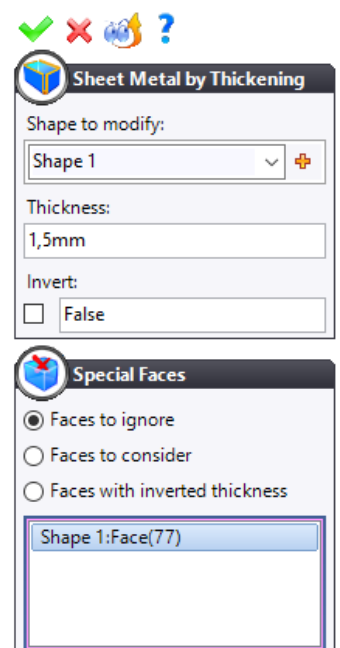 ?
Sheet Metal by Thickening
Shape to modify:
Shape 1
Thickness:
1,5mm
Invert:
False
Special Faces
Faces to ignore
Faces to consider
Faces with inverted thickness
Shape 1:Face(77)